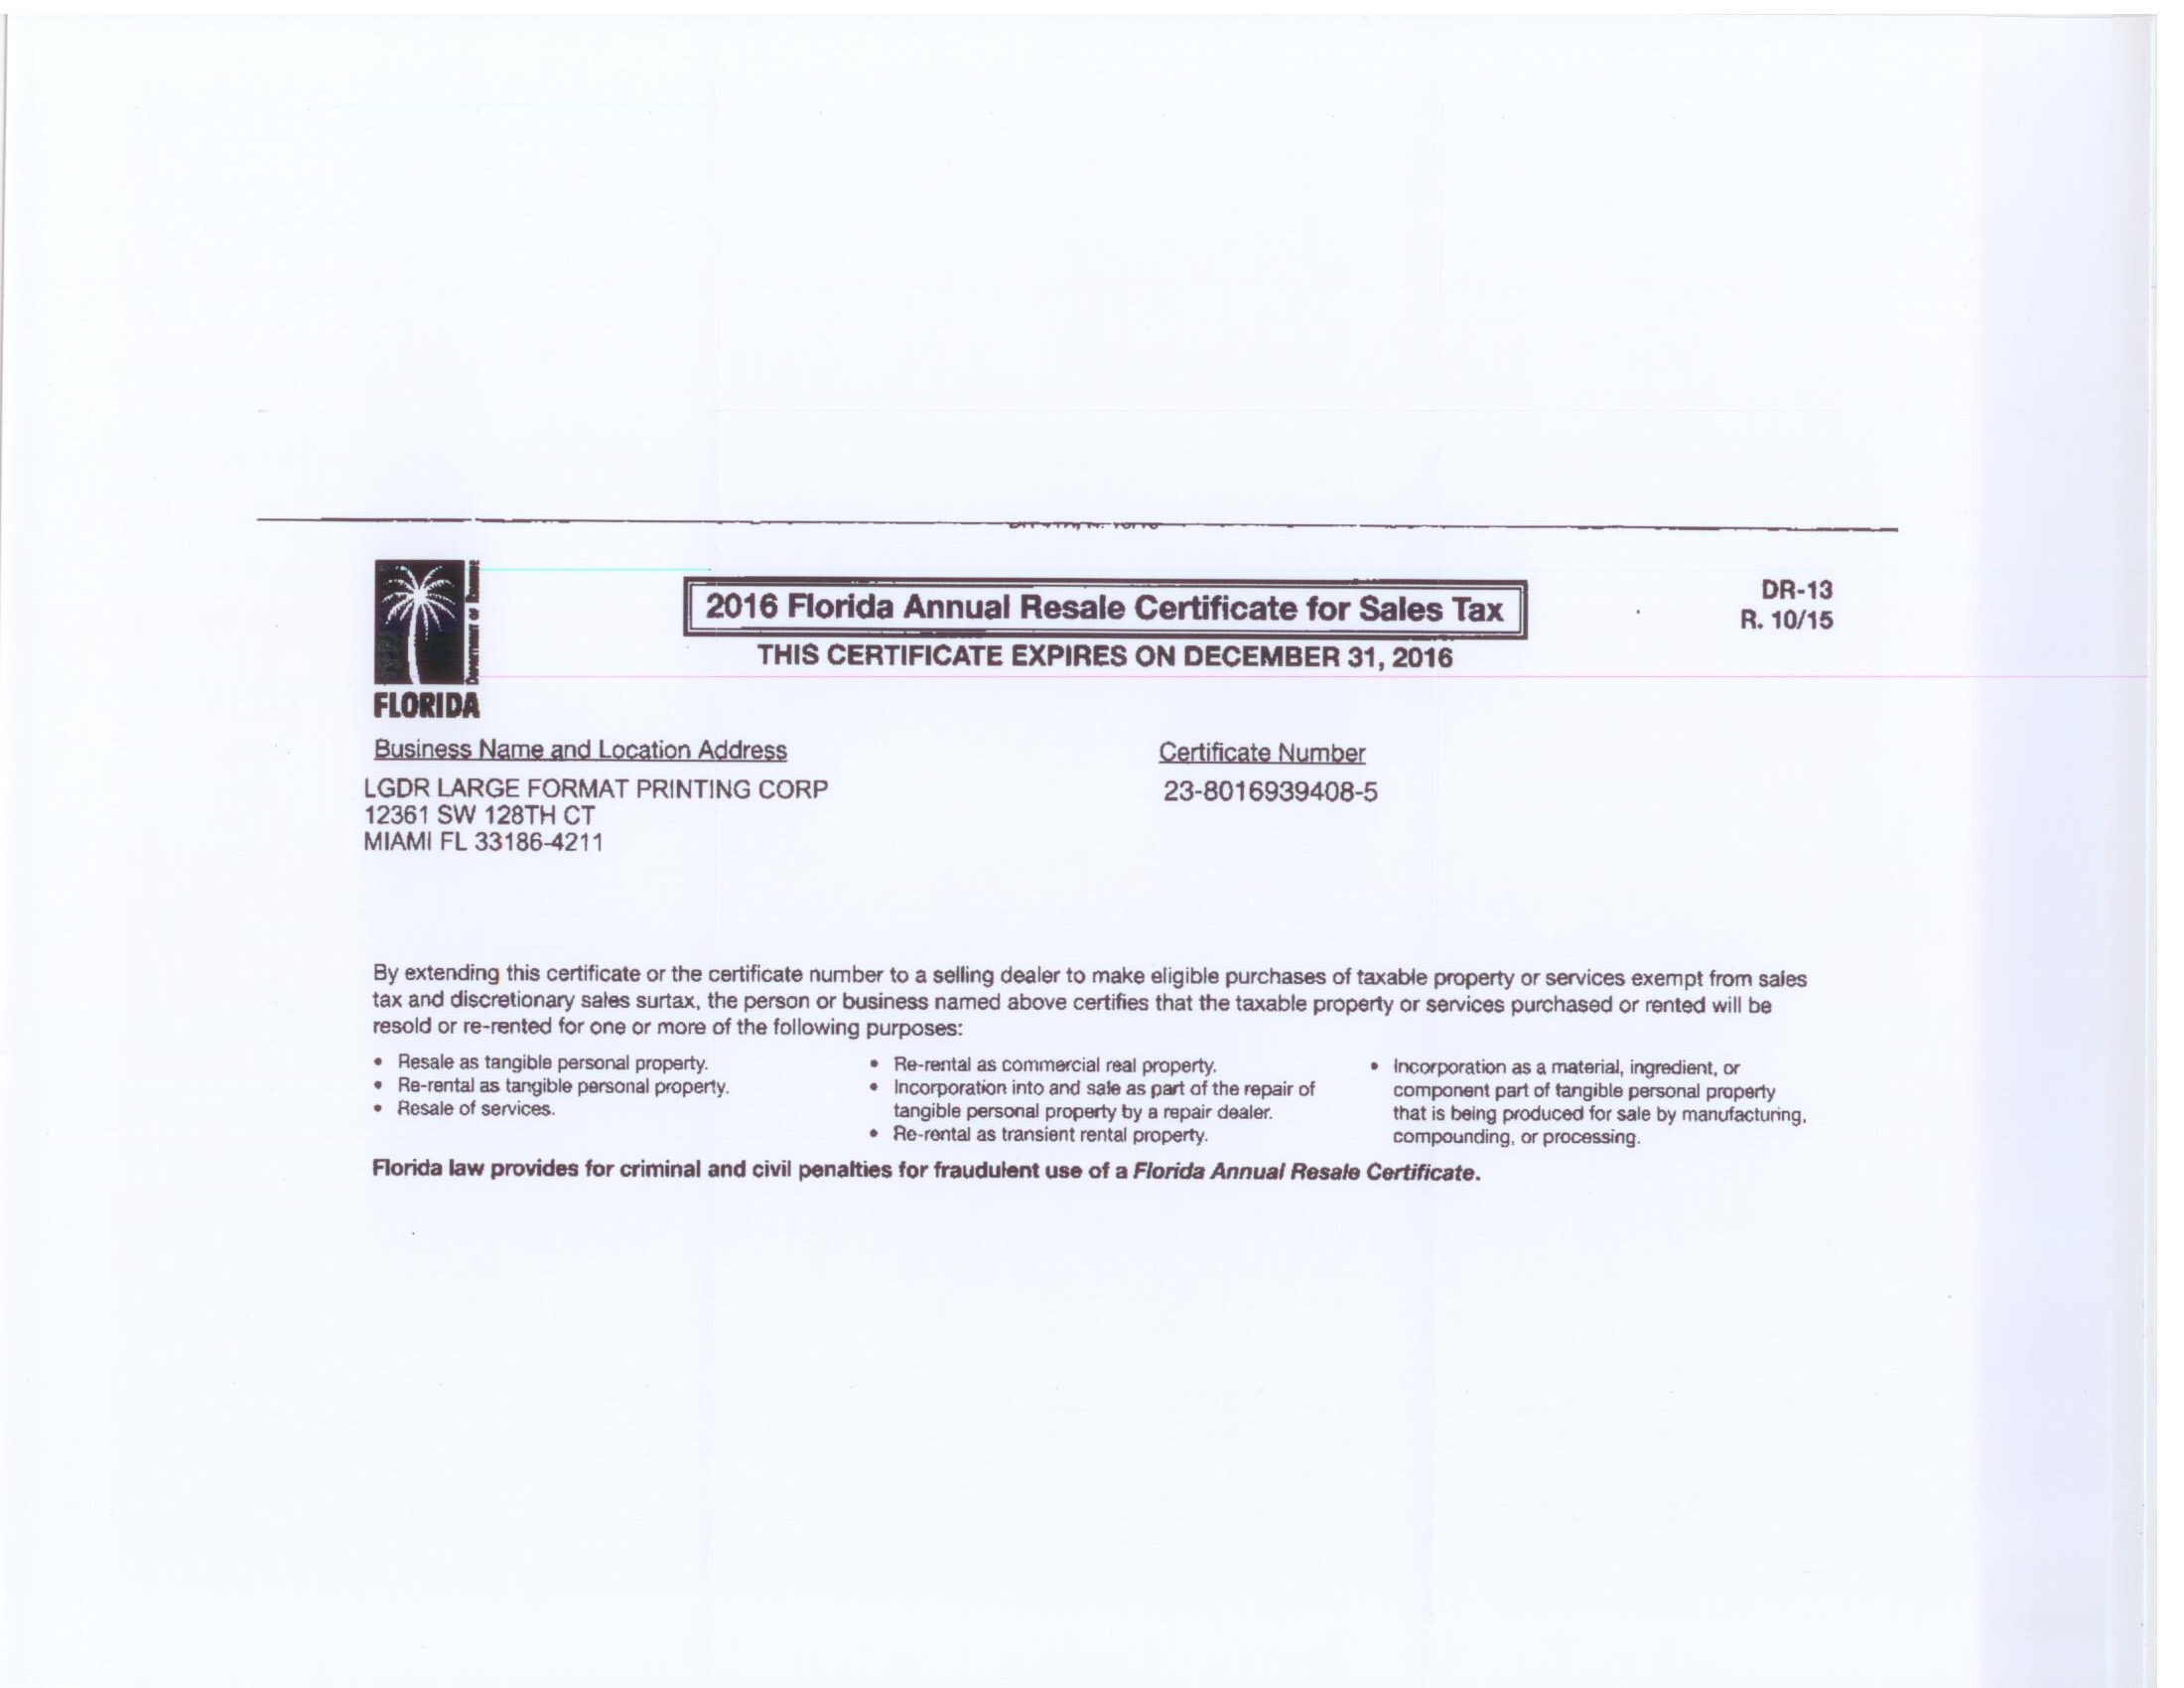 DEPARTMENT OF REVENUE
FLORIDA
2016 Florida Annual Resale Certificate for Sales Tax
THIS CERTIFICATE EXPIRES ON DECEMBER 31, 2016
DR-13
R. 10/15
Business Name and Location Address
LGDR LARGE FORMAT PRINTING CORP
12361 SW 128TH CT
MIAMI FL 33186-4211
Certificate Number
23-8016939408-5
By extending this certificate or the certificate number to a selling dealer to make eligible purchases of taxable property or services exempt from sales
tax and discretionary sales surtax, the person or business named above certifies that the taxable property or services purchased or rented will be
resold or re-rented for one or more of the following purposes:
• Resale as tangible personal property.
• Re-rental as tangible personal property.
• Resale of services.
• Re-rental as commercial real property.
• Incorporation into and sale as part of the repair of
tangible personal property by a repair dealer.
• Re-rental as transient rental property.
• Incorporation as a material, ingredient, or
component part of tangible personal property
that is being produced for sale by manufacturing,
compounding, or processing.
Florida law provides for criminal and civil penalties for fraudulent use of a Florida Annual Resale Certificate.